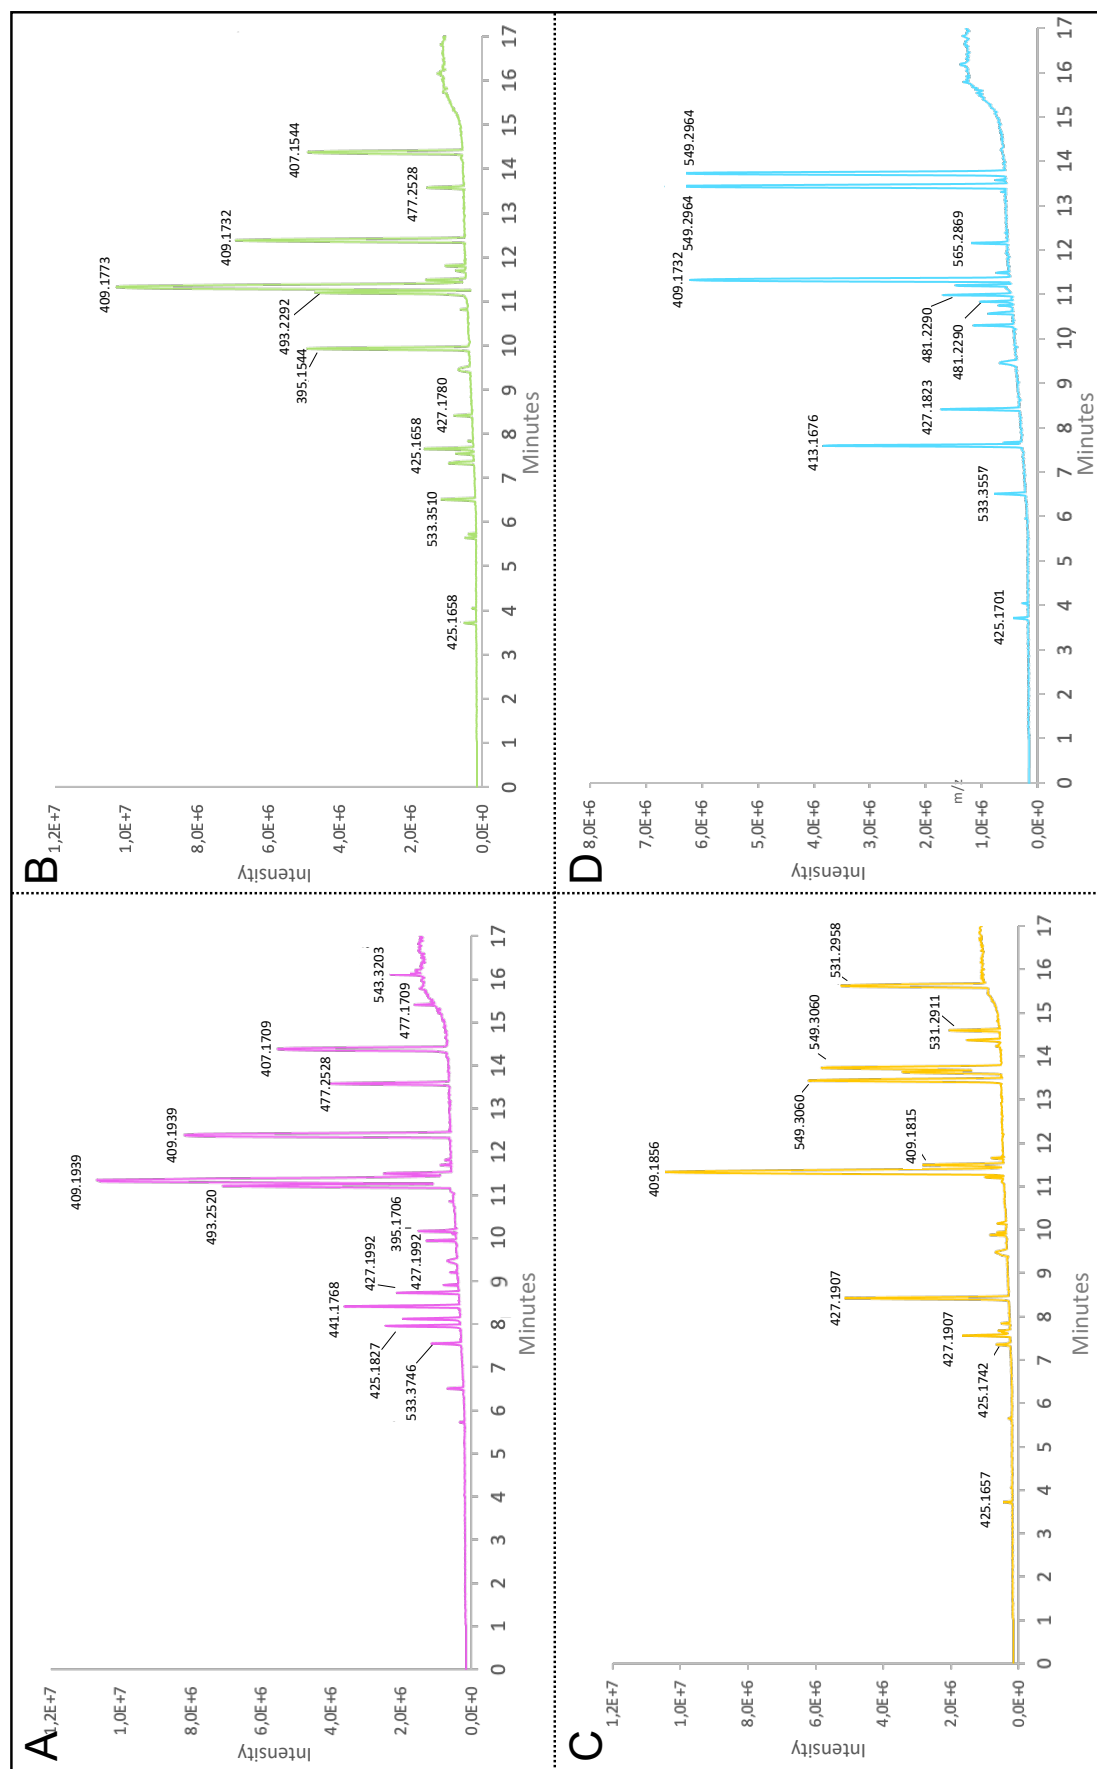 A
Intensity
1,2E+7
1,0E+7
8,0E+6
6,0E+6
4,0E+6
2,0E+6
0,0E+0
0 1 2 3 4 5 6 7 8 9 10 11 12 13 14 15 16 17
Minutes
533.3746
425.1827
441.1768
427.1992
427.1992
395.1706
493.2520
409.1939
409.1939
477.2528
407.1709
477.1709
543.3203
B
Intensity
1,2E+7
1,0E+7
8,0E+6
6,0E+6
4,0E+6
2,0E+6
0,0E+0
0 1 2 3 4 5 6 7 8 9 10 11 12 13 14 15 16 17
Minutes
425.1658
533.3510
425.1658
427.1780
395.1544
493.2292
409.1773
409.1732
477.2528
407.1544
C
Intensity
1,2E+7
1,0E+7
8,0E+6
6,0E+6
4,0E+6
2,0E+6
0,0E+0
0 1 2 3 4 5 6 7 8 9 10 11 12 13 14 15 16 17
Minutes
425.1657
425.1742
427.1907
427.1907
409.1856
409.1815
549.3060
549.3060
531.2911
531.2958
D
Intensity
8,0E+6
7,0E+6
6,0E+6
5,0E+6
4,0E+6
3,0E+6
2,0E+6
m/
1,0E+6
0,0E+0
0 1 2 3 4 5 6 7 8 9 10 11 12 13 14 15 16 17
Minutes
425.1701
533.3557
413.1676
427.1823
481.2290
481.2290
409.1732
565.2869
549.2964
549.2964